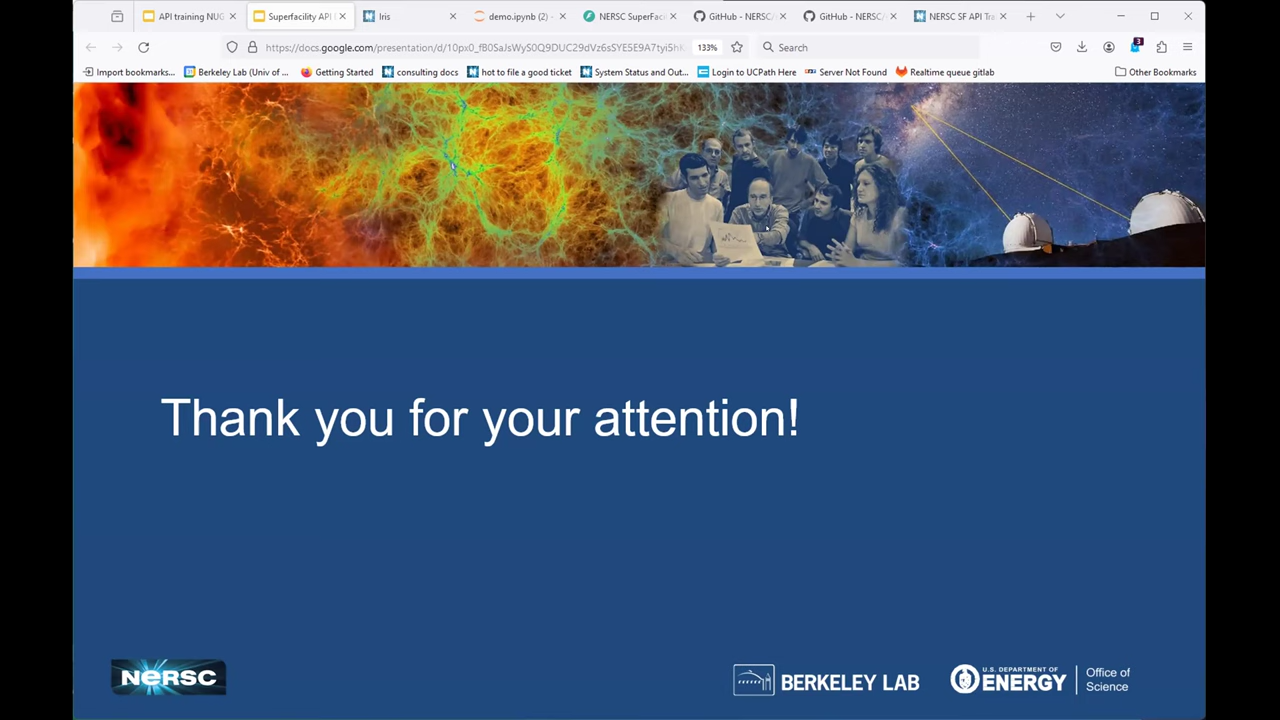 API training NUG
Superfacility API
Iris
demo.ipynb (2) -
NERSC SuperFac
GitHub - NERSC/
GitHub - NERSC/
NERSC SF API Tra
133%
Search
3
Import bookmarks...
Berkeley Lab (Univ of ...
Getting Started
consulting docs
hot to file a good ticket
System Status and Out...
Login to UCPath Here
Server Not Found
Realtime queue gitlab
Other Bookmarks
Thank you for your attention!
NERSC
BERKELEY LAB
U.S. DEPARTMENT OF
ENERGY
Office of
Science